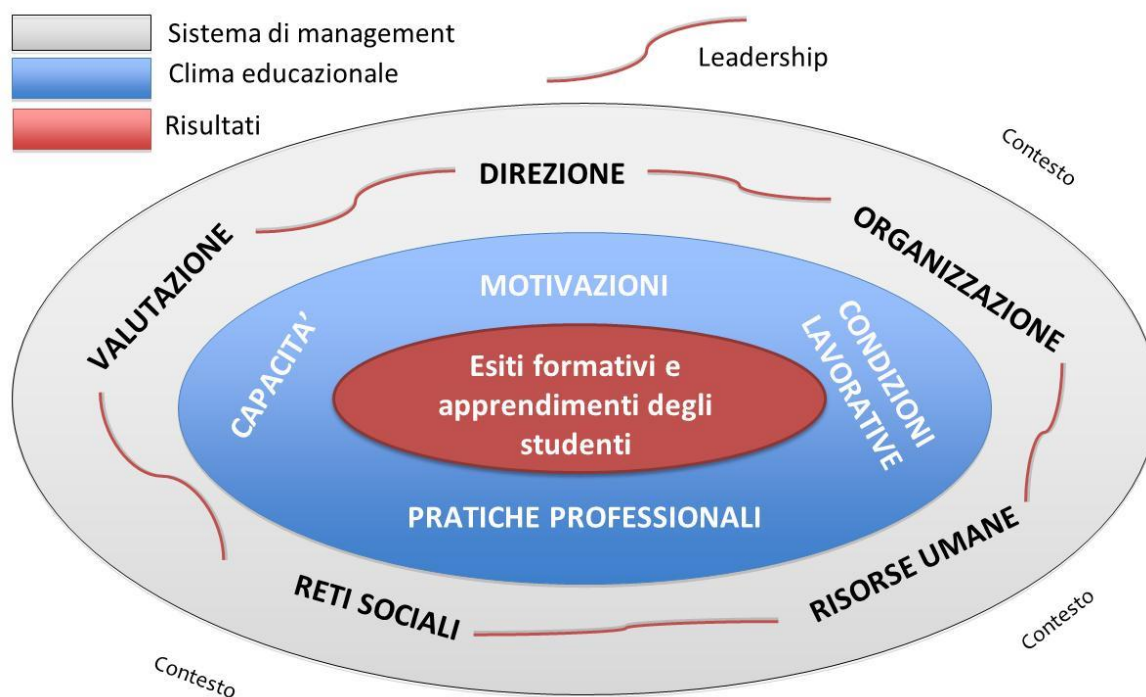 Sistema di management
Clima educazionale
Risultati
Leadership
Contesto
DIREZIONE
ORGANIZZAZIONE
VALUTAZIONE
MOTIVAZIONI
CAPACITA’
CONDIZIONI
LAVORATIVE
Esiti formativi e
apprendimenti degli
studenti
PRATICHE PROFESSIONALI
RISORSE UMANE
RETI SOCIALI
Contesto
Contesto